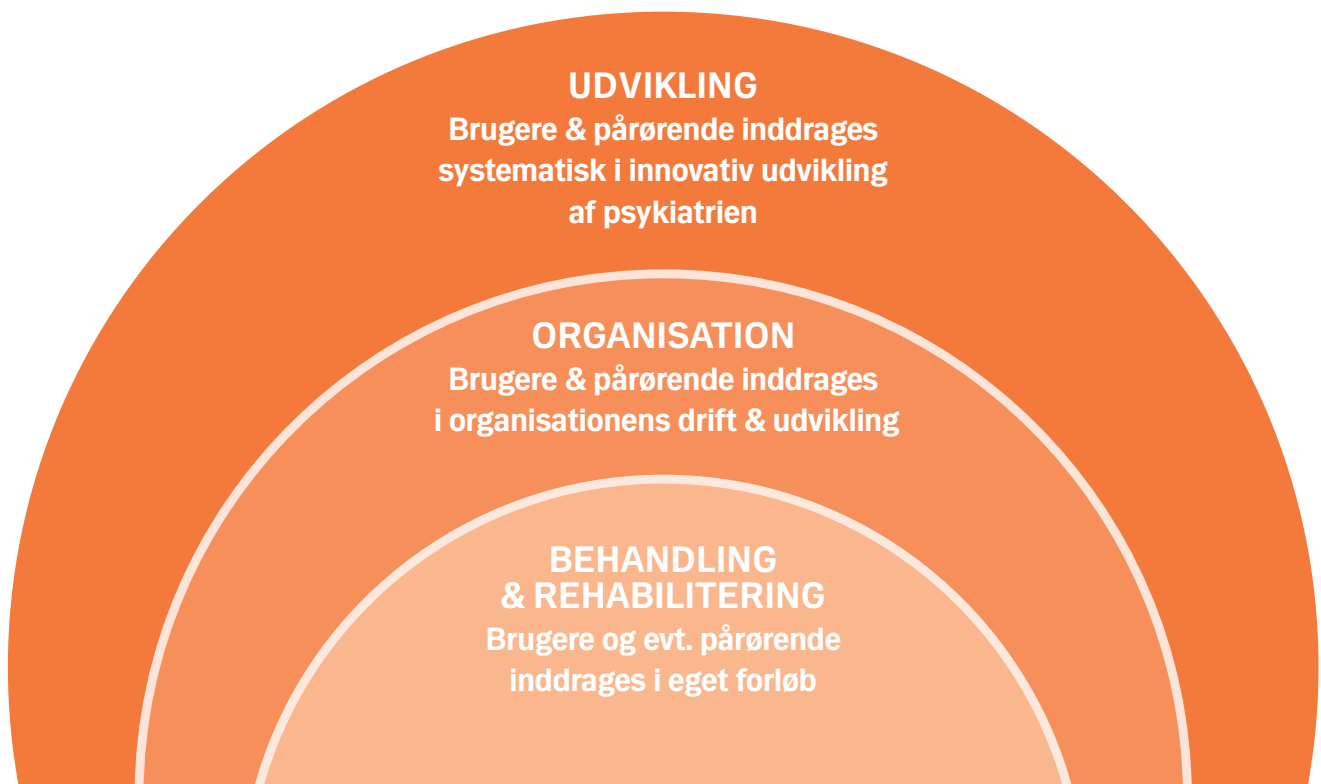 UDVIKLING
Brugere & pårørende inddrages
systematisk i innovativ udvikling
af psykiatrien
ORGANISATION
Brugere & pårørende inddrages
i organisationens drift & udvikling
BEHANDLING
& REHABILITERING
Brugere og evt. pårørende
inddrages i eget forløb